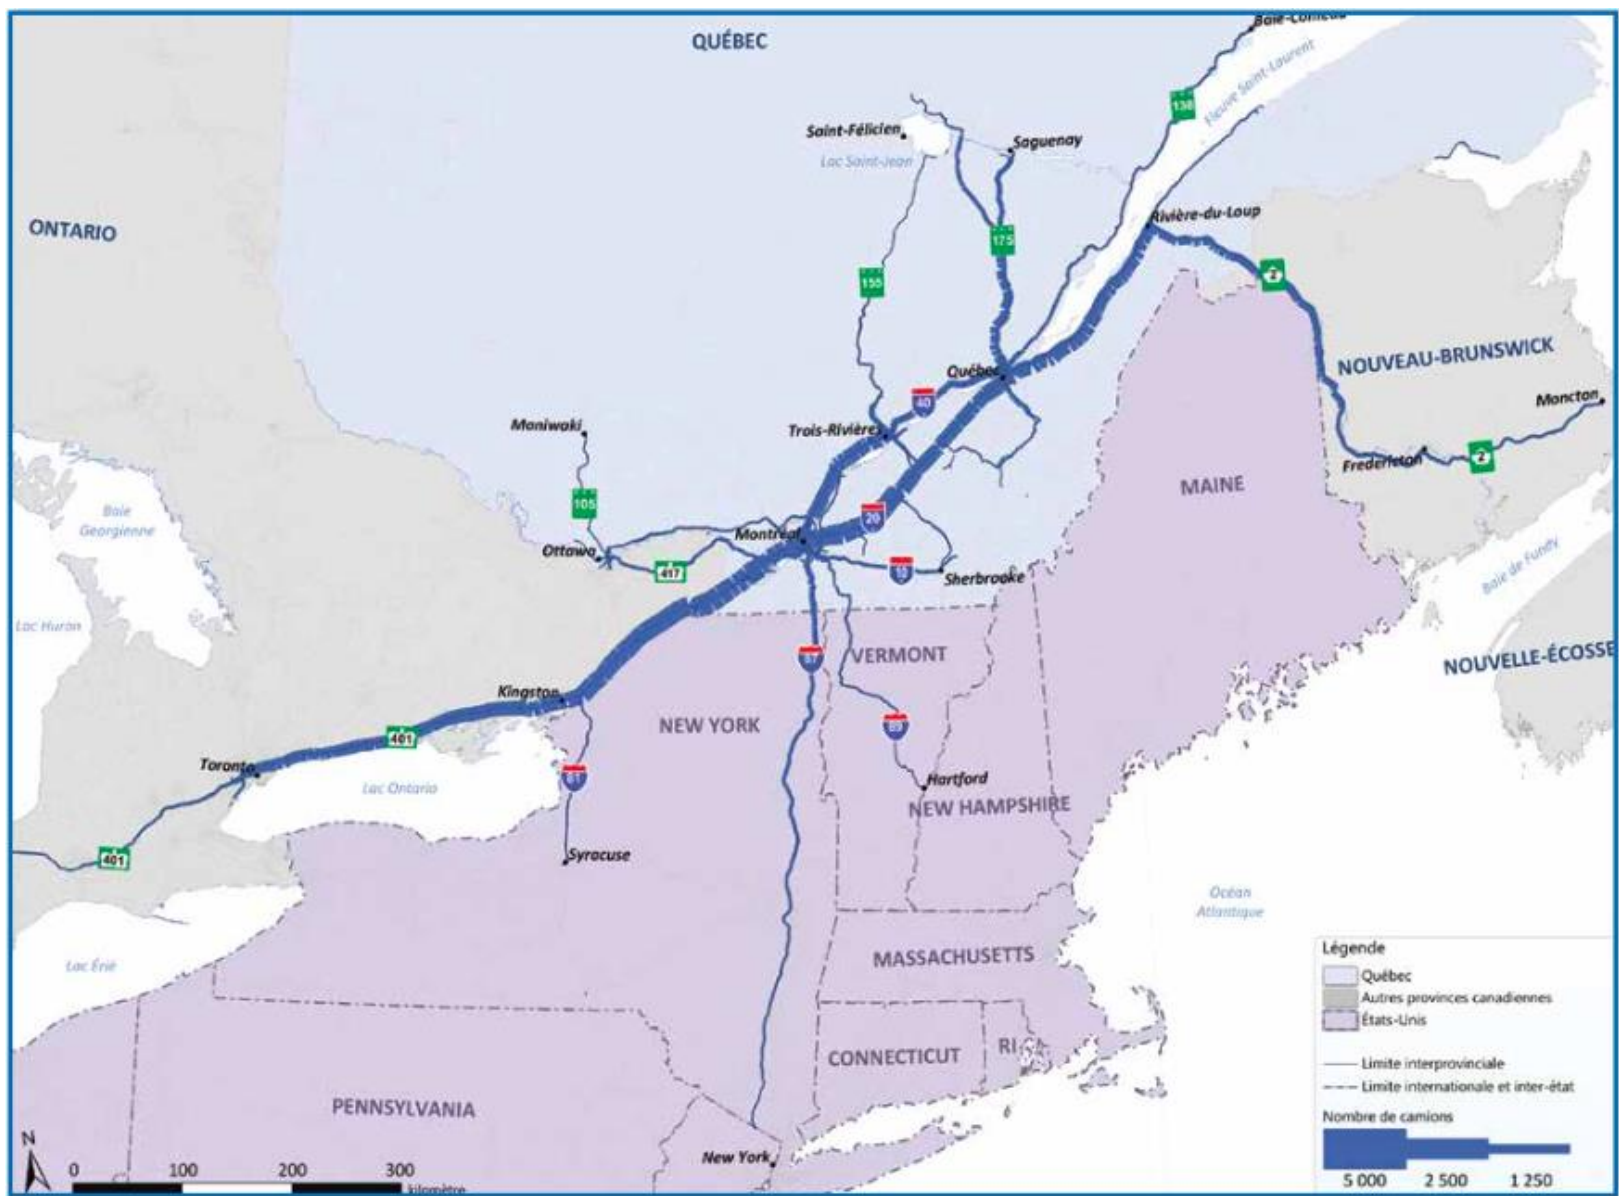 QUÉBEC
Baie-Comeau
Fleuve Saint-Laurent
138
Saint-Félicien
Lac Saint-Jean
Saguenay
ONTARIO
Rivière-du-Loup
175
155
2
NOUVEAU-BRUNSWICK
Québec
40
Moncton
Maniwaki
Trois-Rivières
Fredericton
2
MAINE
105
Baie
Georgienne
20
Montréal
Ottawa
417
10
Sherbrooke
Baie de Fundy
Lac Huron
87
VERMONT
NOUVELLE-ÉCOSSE
Kingston
NEW YORK
89
401
Toronto
81
Lac Ontario
Hartford
NEW HAMPSHIRE
401
Syracuse
Océan
Atlantique
Lac Érié
MASSACHUSETTS
CONNECTICUT
RI
PENNSYLVANIA
New York
Légende
Québec
Autres provinces canadiennes
États-Unis
Limite interprovinciale
Limite internationale et inter-état
Nombre de camions
5 000 2 500 1 250
N
0 100 200 300
kilomètre